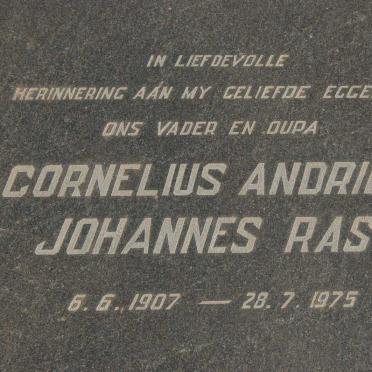 IN LIEFDEVOLLE
HERINNERING AAN MY GELIEFDE EGGE
ONS VADER EN OUPA
CORNELIUS ANDRI
JOHANNES RAS
6. 6. 1907 — 28. 7. 1975